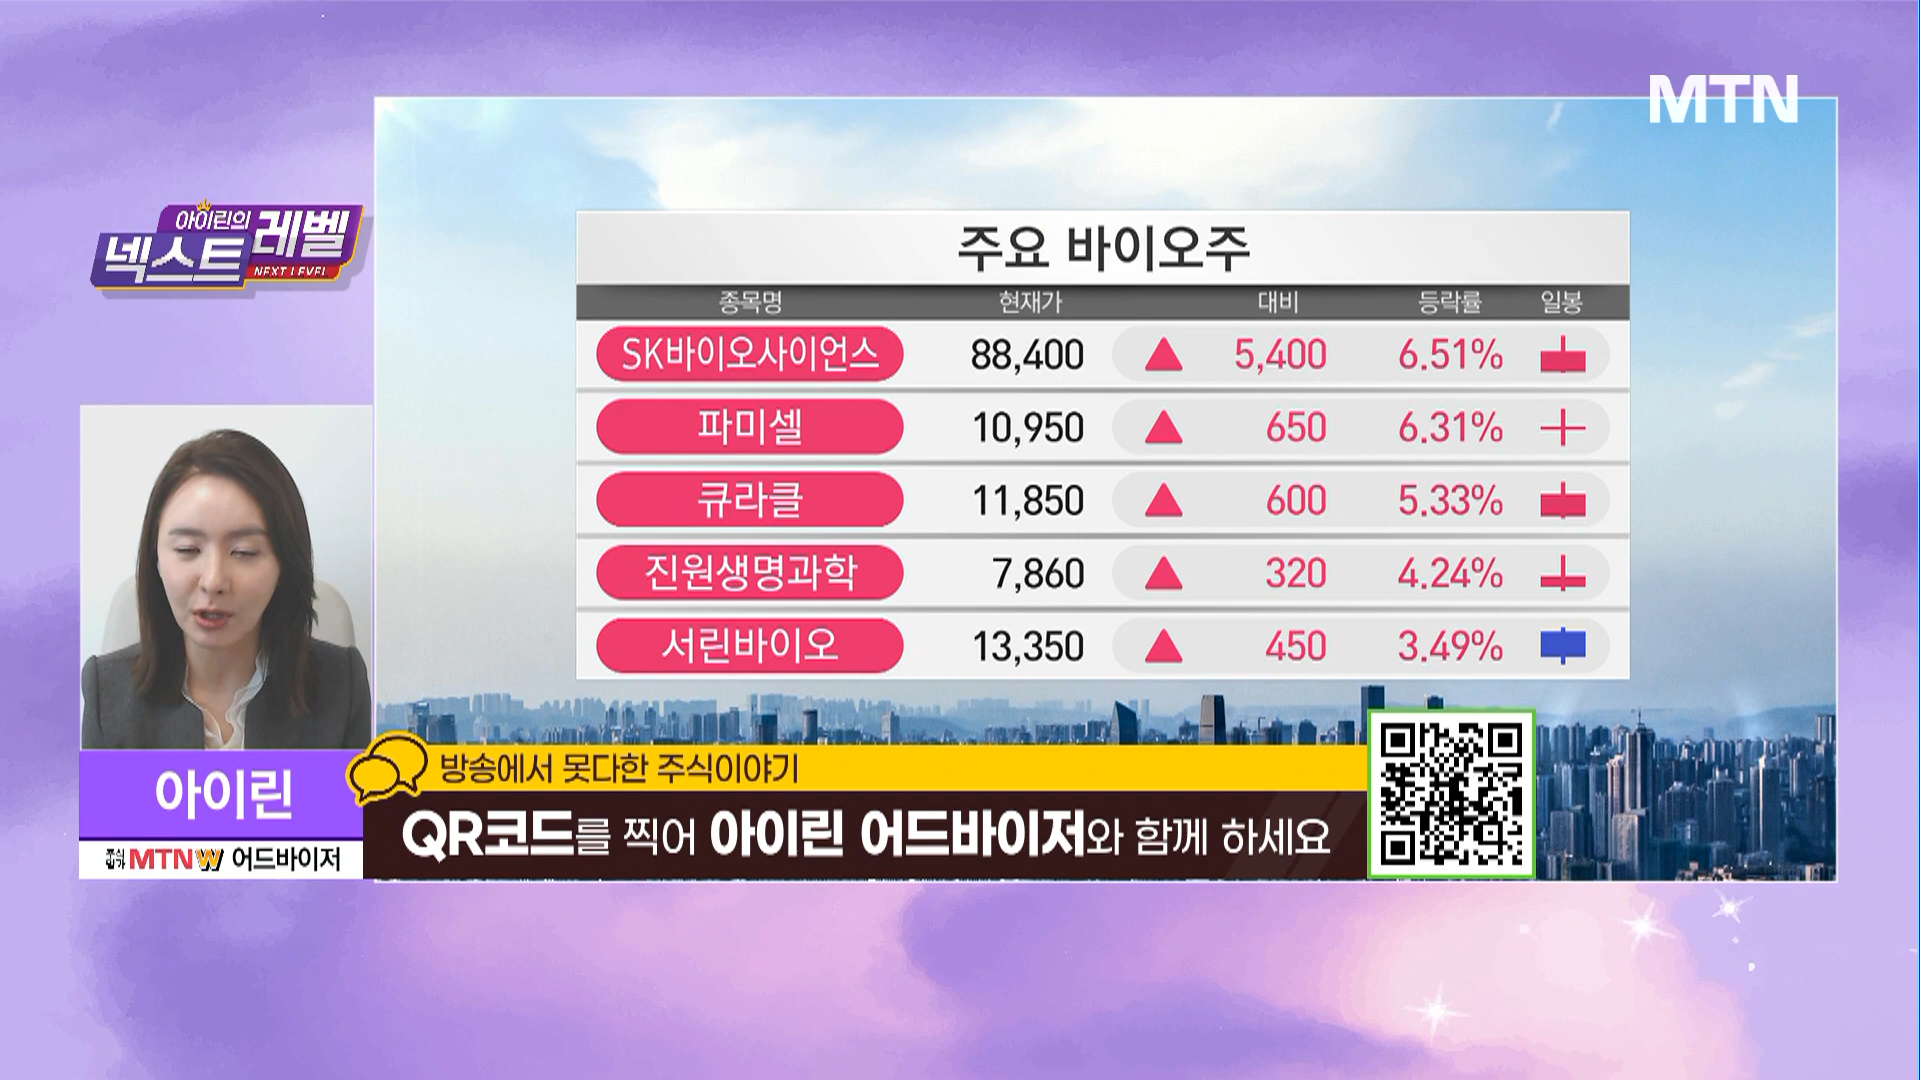 MTN
아이린의
넥스트 레벨
NEXT LEVEL
주요 바이오주
종목명 현재가 대비 등락률 일봉
SK바이오사이언스 88,400 ▲ 5,400 6.51%
파미셀 10,950 ▲ 650 6.31%
큐라클 11,850 ▲ 600 5.33%
진원생명과학 7,860 ▲ 320 4.24%
서린바이오 13,350 ▲ 450 3.49%
아이린
MTNW 어드바이저
방송에서 못다한 주식이야기
QR코드를 찍어 아이린 어드바이저와 함께 하세요